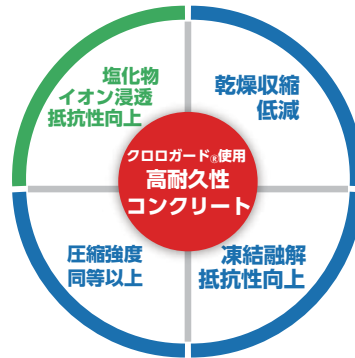 塩化物
イオン浸透
抵抗性向上
乾燥収縮
低減
クロロガード®使用
高耐久性
コンクリート
圧縮強度
同等以上
凍結融解
抵抗性向上